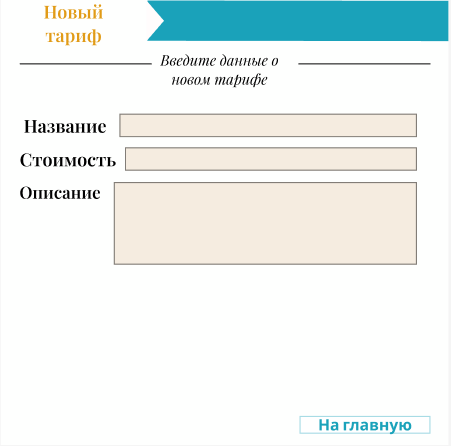 Новый
тариф
Введите данные о
новом тарифе
Название
Стоимость
Описание
На главную